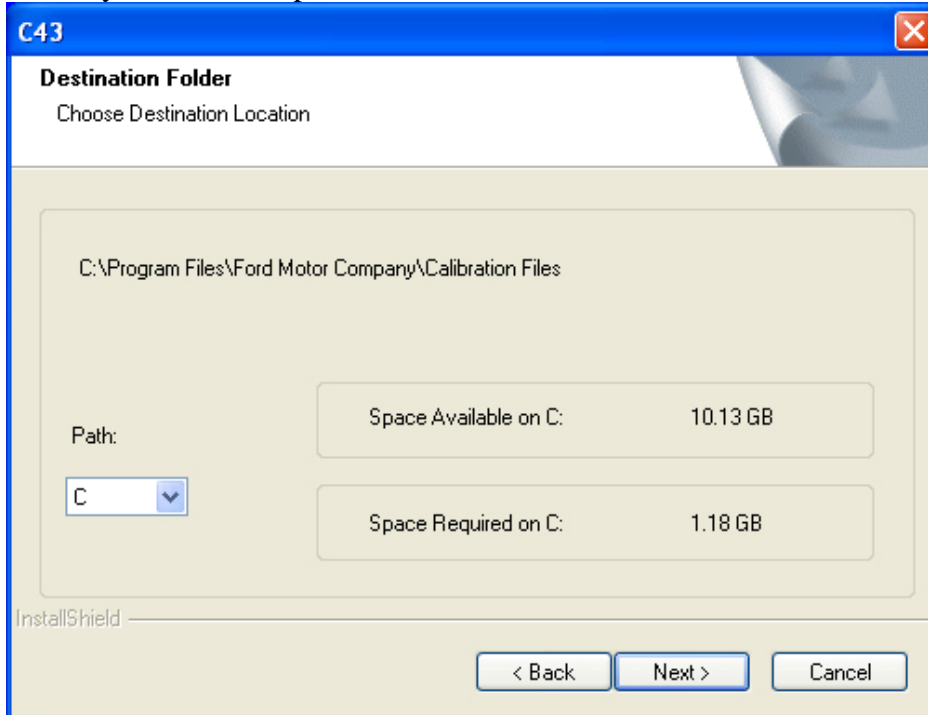 C43
Destination Folder
Choose Destination Location
C:\Program Files\Ford Motor Company\Calibration Files
Space Available on C: 10.13 GB
Path:
C
Space Required on C: 1.18 GB
InstallShield
< Back Next > Cancel